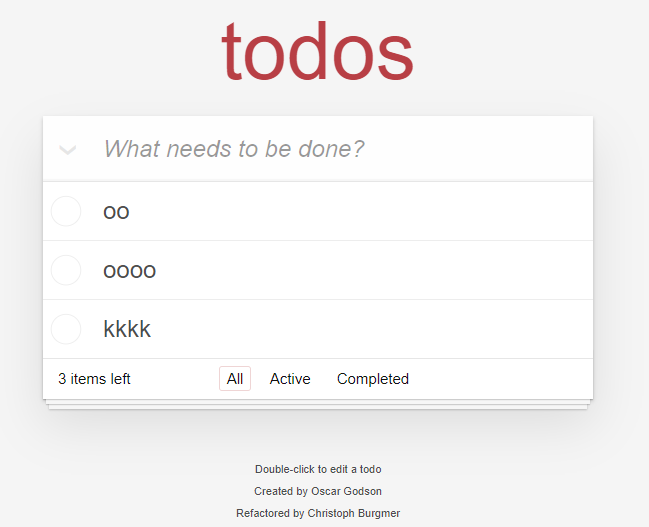 todos
What needs to be done?
oo
oooo
kkkk
3 items left All Active Completed
Double-click to edit a todo
Created by Oscar Godson
Refactored by Christoph Burgmer